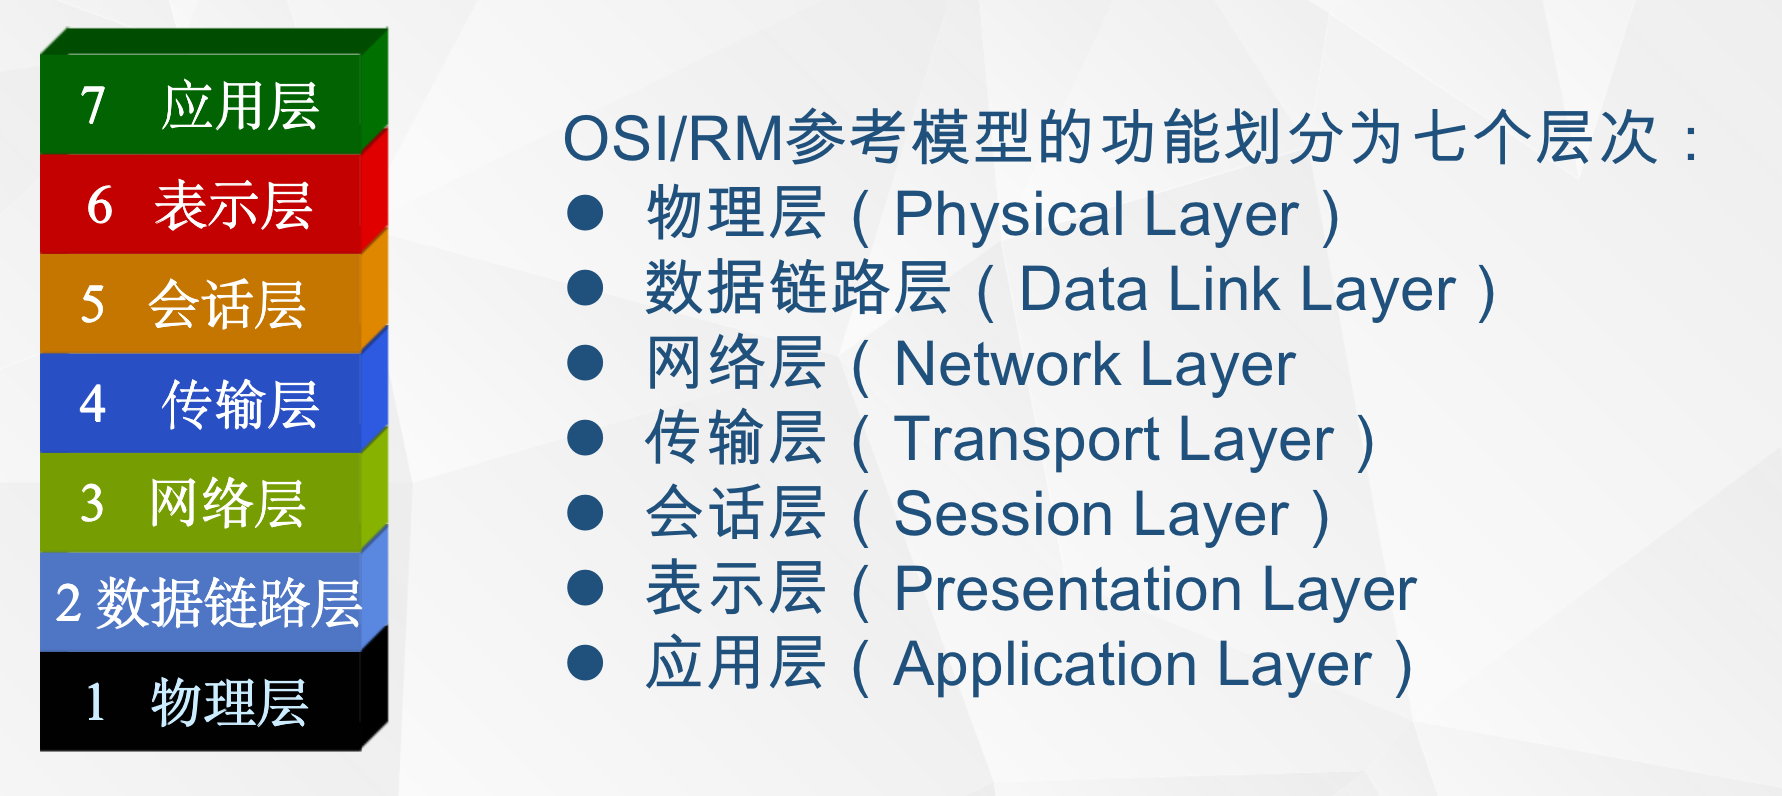 7 应用层
6 表示层
5 会话层
4 传输层
3 网络层
2 数据链路层
1 物理层
OSI/RM参考模型的功能划分为七个层次：
● 物理层（Physical Layer）
● 数据链路层（Data Link Layer）
● 网络层（Network Layer
● 传输层（Transport Layer）
● 会话层（Session Layer）
● 表示层（Presentation Layer
● 应用层（Application Layer）